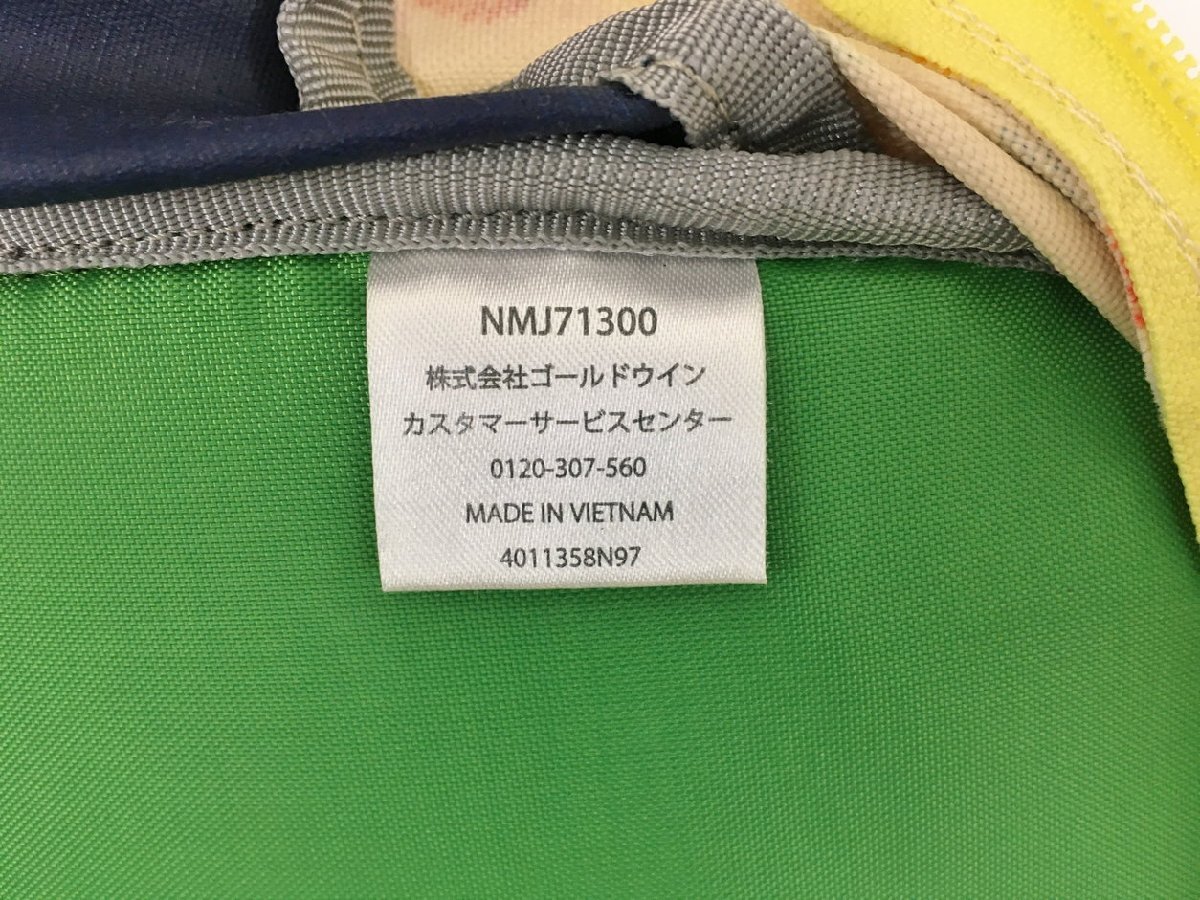 NMJ71300
株式会社ゴールドウイン
カスタマーサービスセンター
0120-307-560
MADE IN VIETNAM
4011358N97